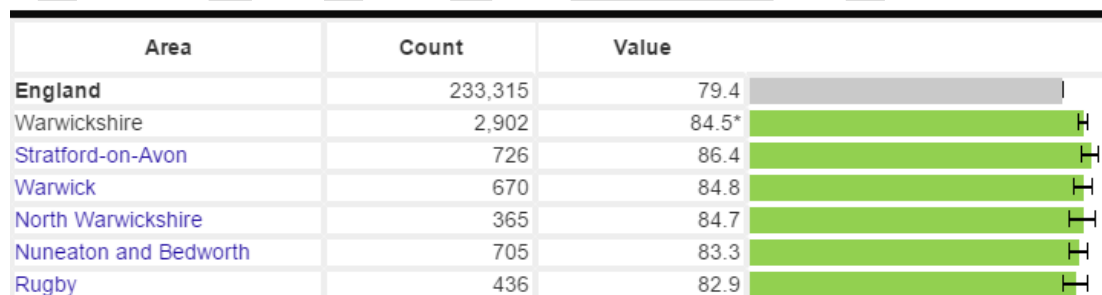 Area Count Value
England 233,315 79.4
Warwickshire 2,902 84.5*
Stratford-on-Avon 726 86.4
Warwick 670 84.8
North Warwickshire 365 84.7
Nuneaton and Bedworth 705 83.3
Rugby 436 82.9